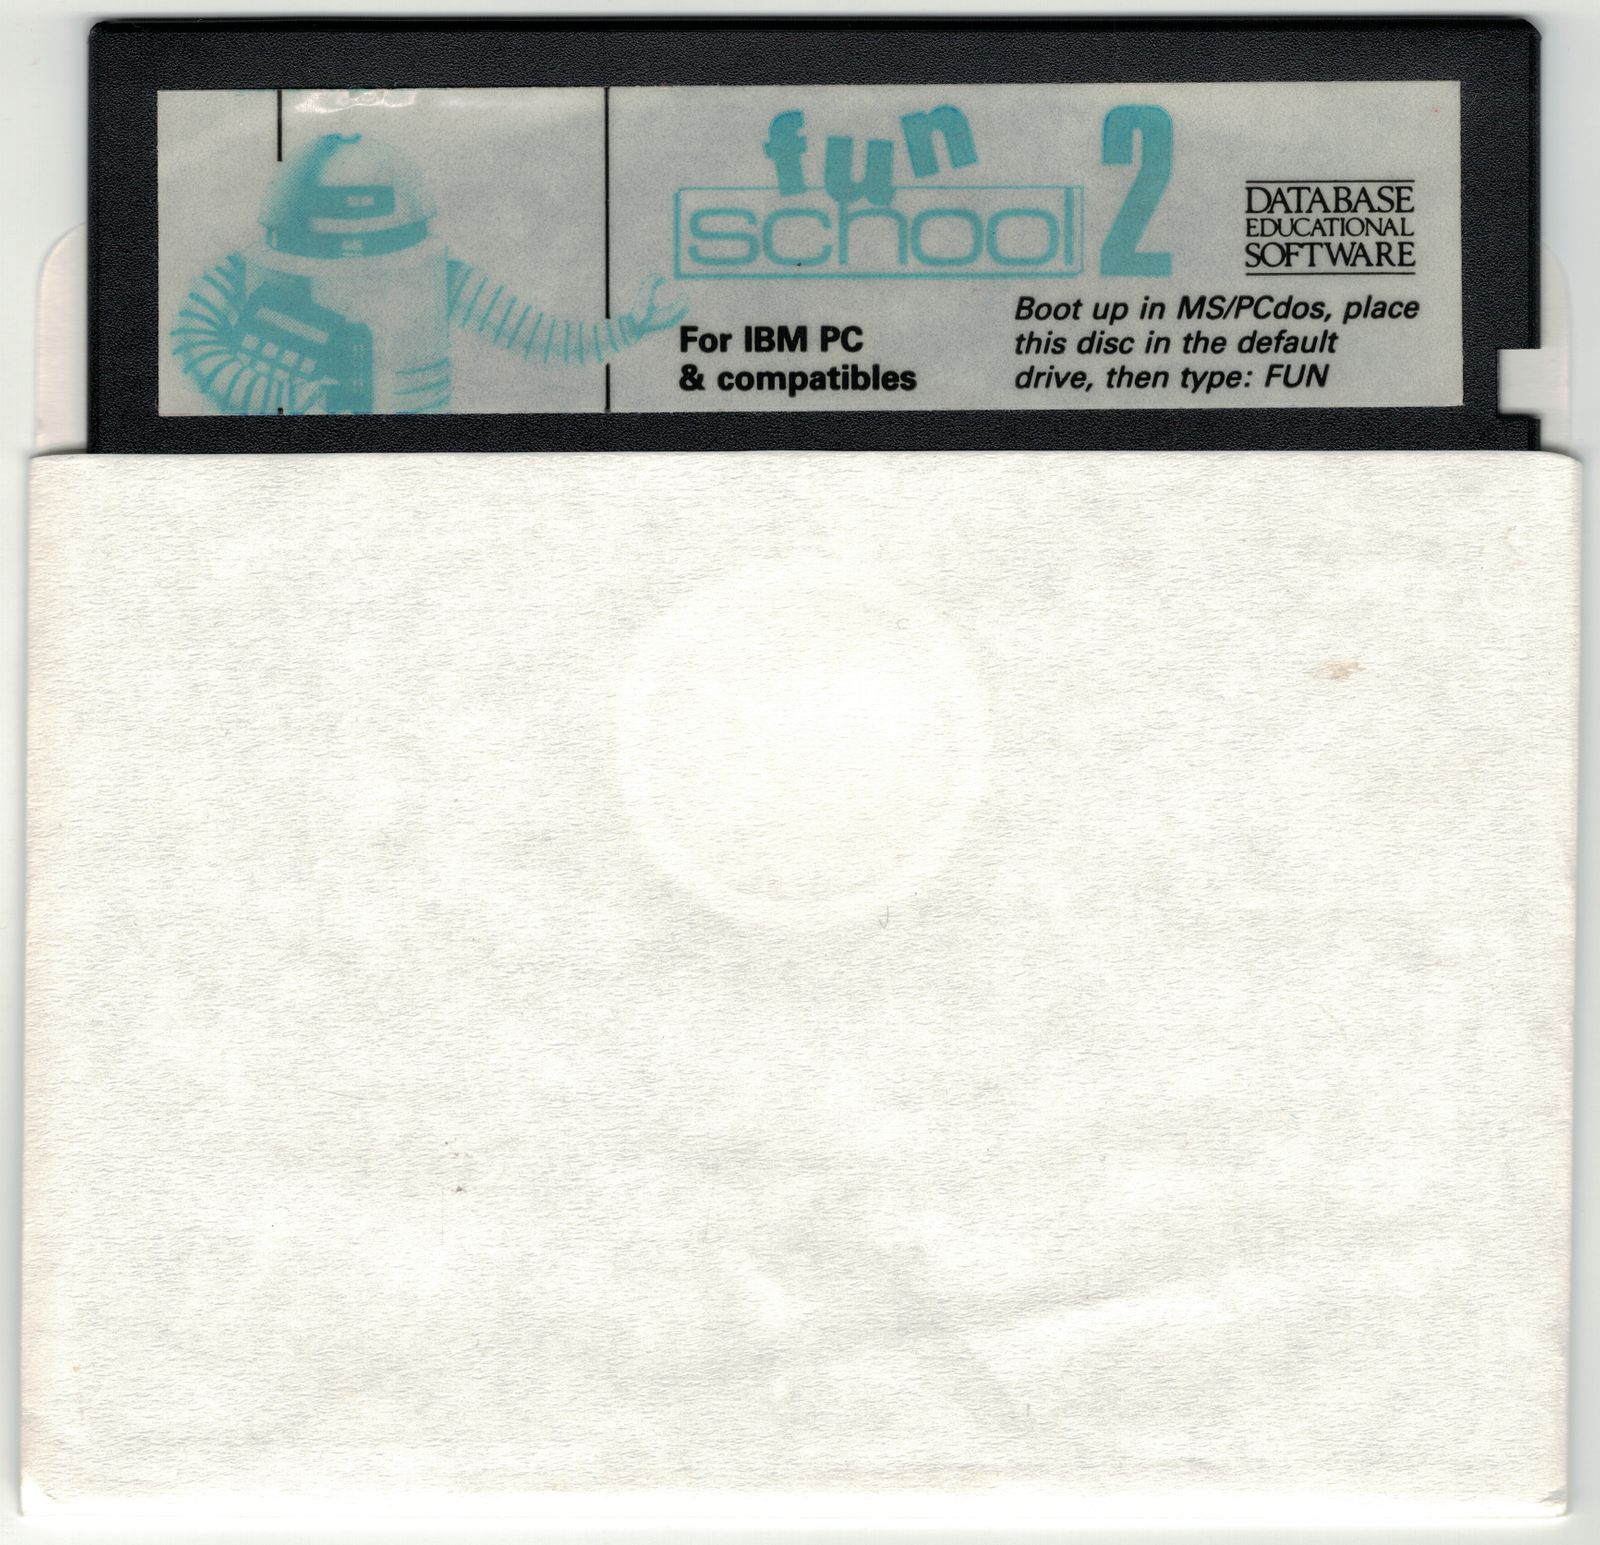 fun
school 2
DATABASE
EDUCATIONAL
SOFTWARE
For IBM PC
& compatibles
Boot up in MS/PCdos, place
this disc in the default
drive, then type: FUN